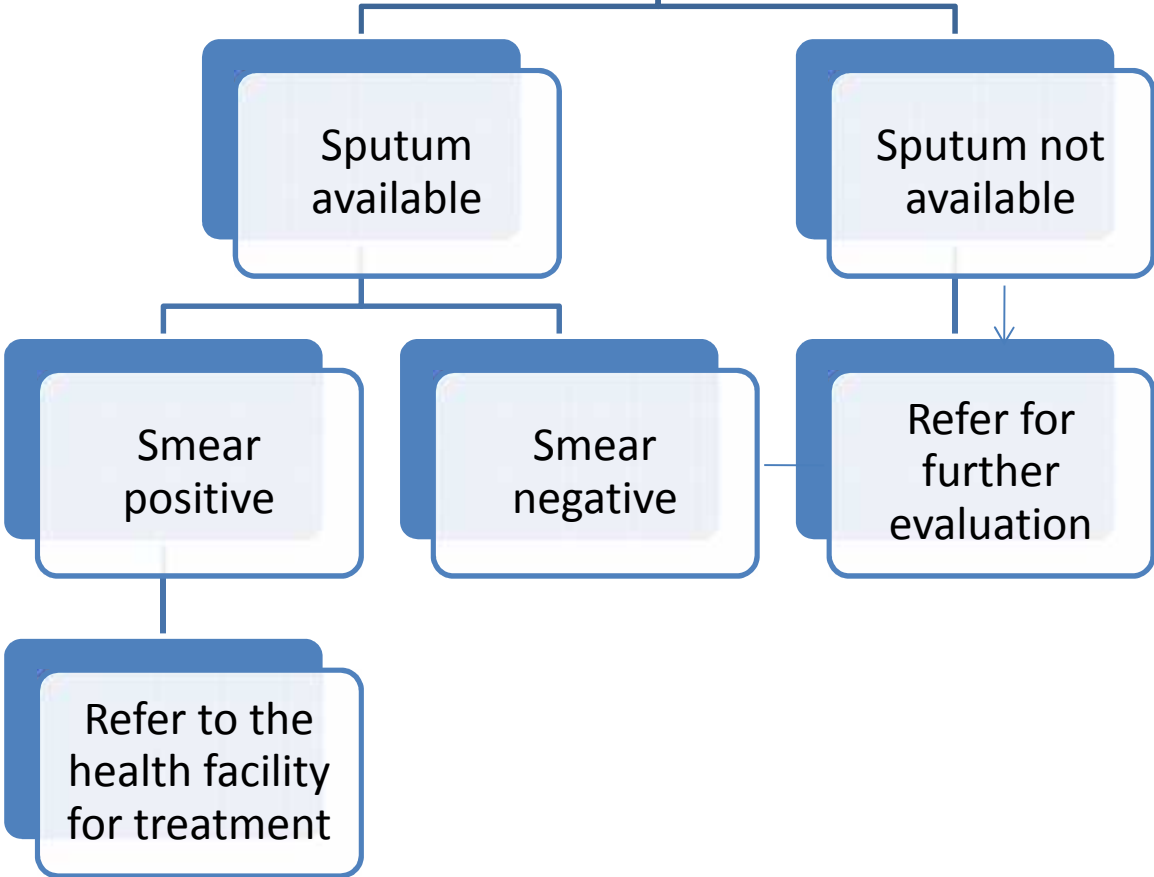 Sputum
available
Sputum not
available
Smear
positive
Smear
negative
Refer for
further
evaluation
Refer to the
health facility
for treatment